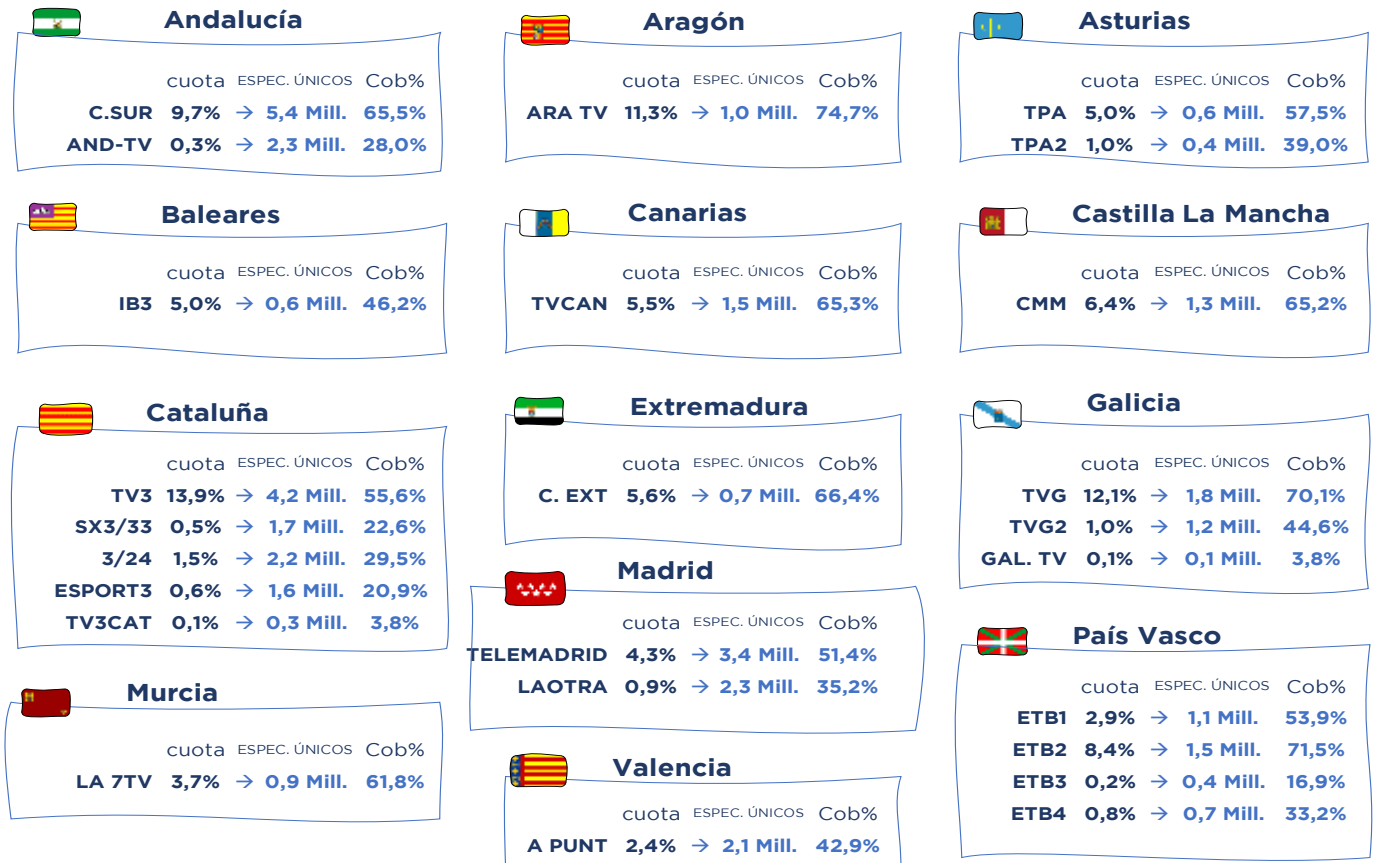 Andalucía
cuota ESPEC. ÚNICOS Cob%
C.SUR 9,7% → 5,4 Mill. 65,5%
AND-TV 0,3% → 2,3 Mill. 28,0%
Aragón
cuota ESPEC. ÚNICOS Cob%
ARA TV 11,3% → 1,0 Mill. 74,7%
Asturias
cuota ESPEC. ÚNICOS Cob%
TPA 5,0% → 0,6 Mill. 57,5%
TPA2 1,0% → 0,4 Mill. 39,0%
Baleares
cuota ESPEC. ÚNICOS Cob%
IB3 5,0% → 0,6 Mill. 46,2%
Canarias
cuota ESPEC. ÚNICOS Cob%
TVCAN 5,5% → 1,5 Mill. 65,3%
Castilla La Mancha
cuota ESPEC. ÚNICOS Cob%
CMM 6,4% → 1,3 Mill. 65,2%
Cataluña
cuota ESPEC. ÚNICOS Cob%
TV3 13,9% → 4,2 Mill. 55,6%
SX3/33 0,5% → 1,7 Mill. 22,6%
3/24 1,5% → 2,2 Mill. 29,5%
ESPORT3 0,6% → 1,6 Mill. 20,9%
TV3CAT 0,1% → 0,3 Mill. 3,8%
Extremadura
cuota ESPEC. ÚNICOS Cob%
C. EXT 5,6% → 0,7 Mill. 66,4%
Galicia
cuota ESPEC. ÚNICOS Cob%
TVG 12,1% → 1,8 Mill. 70,1%
TVG2 1,0% → 1,2 Mill. 44,6%
GAL. TV 0,1% → 0,1 Mill. 3,8%
Madrid
cuota ESPEC. ÚNICOS Cob%
TELEMADRID 4,3% → 3,4 Mill. 51,4%
LAOTRA 0,9% → 2,3 Mill. 35,2%
País Vasco
cuota ESPEC. ÚNICOS Cob%
ETB1 2,9% → 1,1 Mill. 53,9%
ETB2 8,4% → 1,5 Mill. 71,5%
ETB3 0,2% → 0,4 Mill. 16,9%
ETB4 0,8% → 0,7 Mill. 33,2%
Murcia
cuota ESPEC. ÚNICOS Cob%
LA 7TV 3,7% → 0,9 Mill. 61,8%
Valencia
cuota ESPEC. ÚNICOS Cob%
A PUNT 2,4% → 2,1 Mill. 42,9%